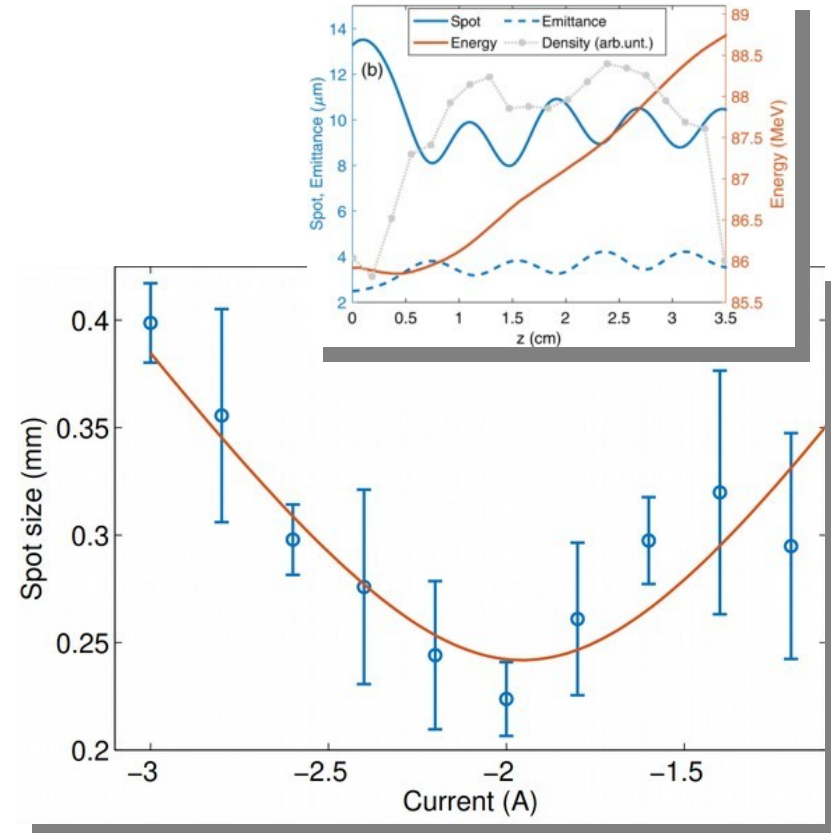 Spot Emittance
Energy Density (arb.unt.)
(b)
14
12
10
8
6
4
2
Spot, Emittance (μm)
89
88.5
88
87.5
87
86.5
86
85.5
Energy (MeV)
0 0.5 1 1.5 2 2.5 3 3.5
z (cm)
0.4
0.35
0.3
0.25
0.2
Spot size (mm)
−3 −2.5 −2 −1.5
Current (A)